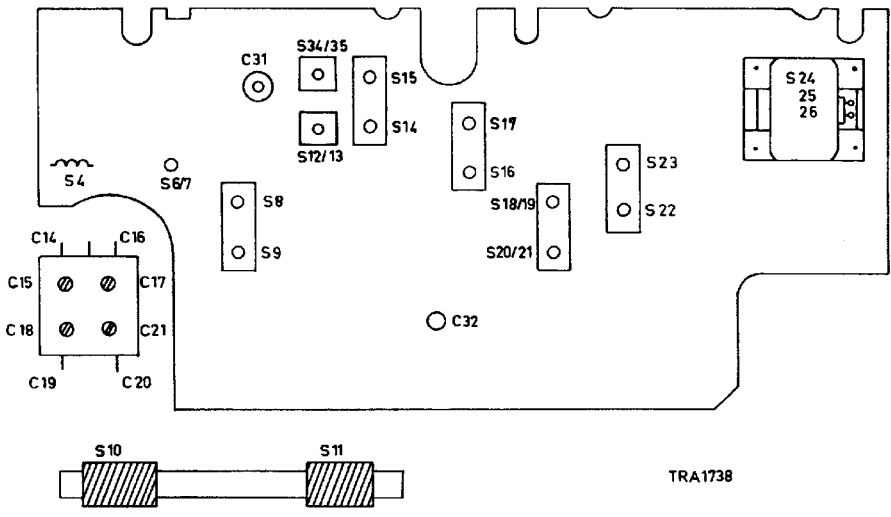 S34/35
C31
S15
S24
25
26
S14
S17
S12/13
S4
S6/7
S16
S23
S8
S18/19
S22
C14
C16
S9
S20/21
C15
C17
C18
C21
C32
C19
C20
S10
S11
TRA1738